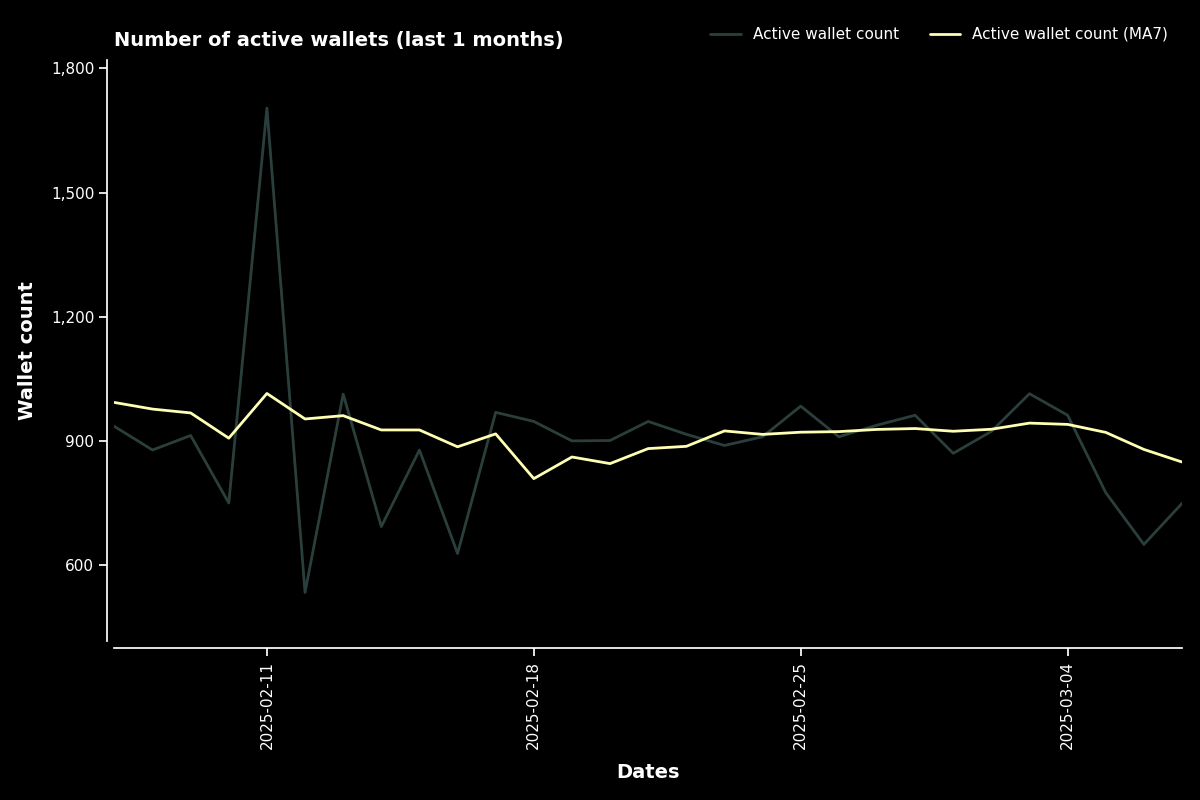 Number of active wallets (last 1 months)
Active wallet count
Active wallet count (MA7)
Wallet count
1,800
1,500
1,200
900
600
2025-02-11
2025-02-18
2025-02-25
2025-03-04
Dates